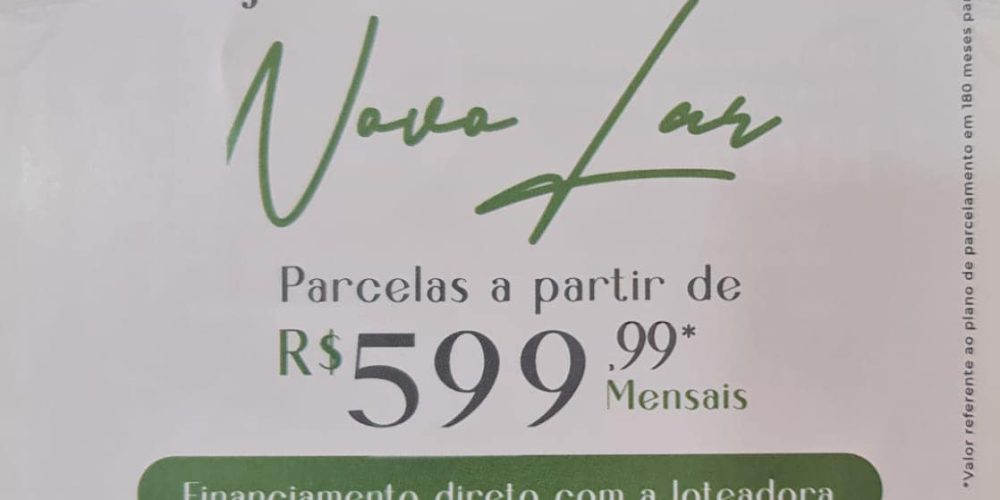 Novo Lar
Parcelas a partir de
R$599,99*
Mensais
Financiamento direto com a loteadora
*Valor referente ao plano de parcelamento em 180 meses